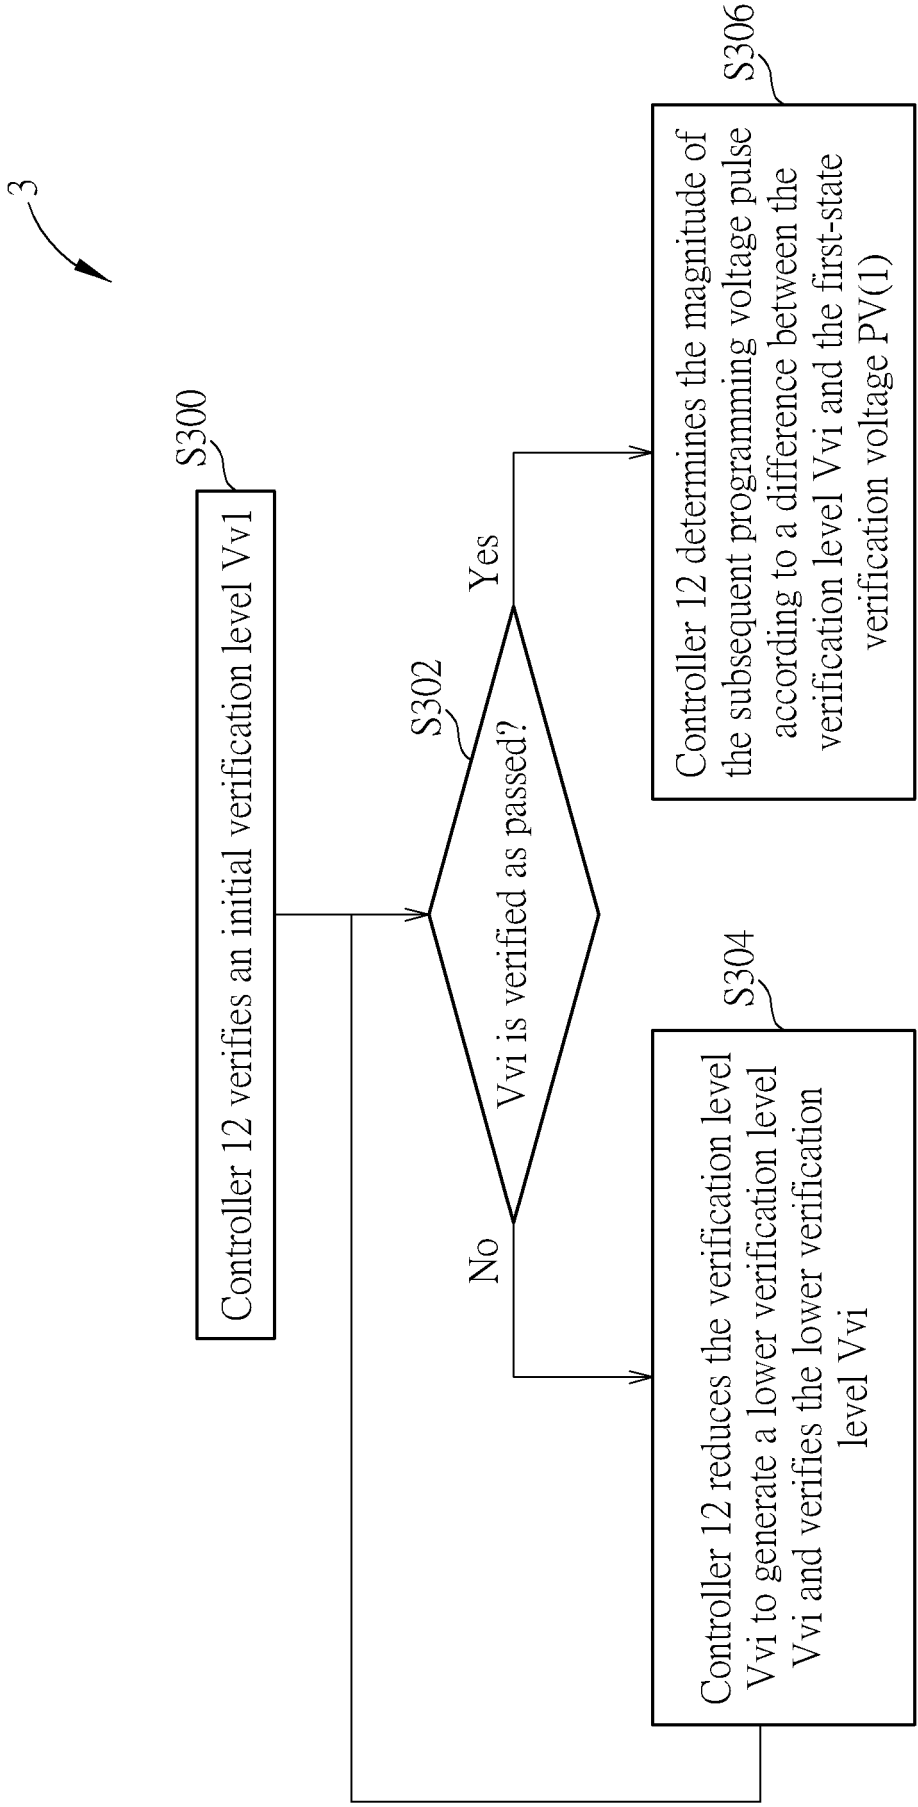 3
S300
Controller 12 verifies an initial verification level Vv1
S302
Vvi is verified as passed?
No
Yes
S304
Controller 12 reduces the verification level
Vvi to generate a lower verification level
Vvi and verifies the lower verification
level Vvi
S306
Controller 12 determines the magnitude of
the subsequent programming voltage pulse
according to a difference between the
verification level Vvi and the first-state
verification voltage PV(1)